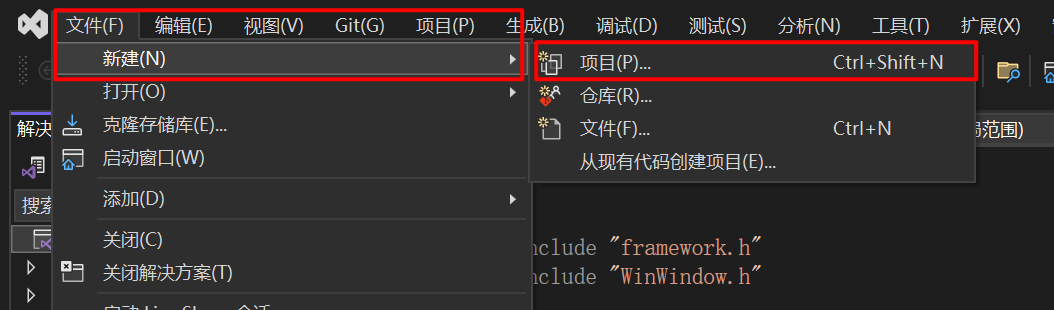 文件(F) 编辑(E) 视图(V) Git(G) 项目(P) 生成(B) 调试(D) 测试(S) 分析(N) 工具(T) 扩展(X)
新建(N)
项目(P)... Ctrl+Shift+N
打开(O)
仓库(R)...
克隆存储库(E)...
文件(F)... Ctrl+N
启动窗口(W)
从现有代码创建项目(E)...
解决
范围)
添加(D)
搜索
关闭(C)
nclude "framework.h"
关闭解决方案(T)
nclude "WinWindow.h"